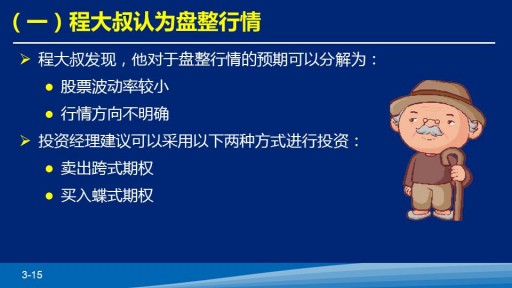 （一）程大叔认为盘整行情
程大叔发现，他对于盘整行情的预期可以分解为：
股票波动率较小
行情方向不明确
投资经理建议可以采用以下两种方式进行投资：
卖出跨式期权
买入蝶式期权
3-15